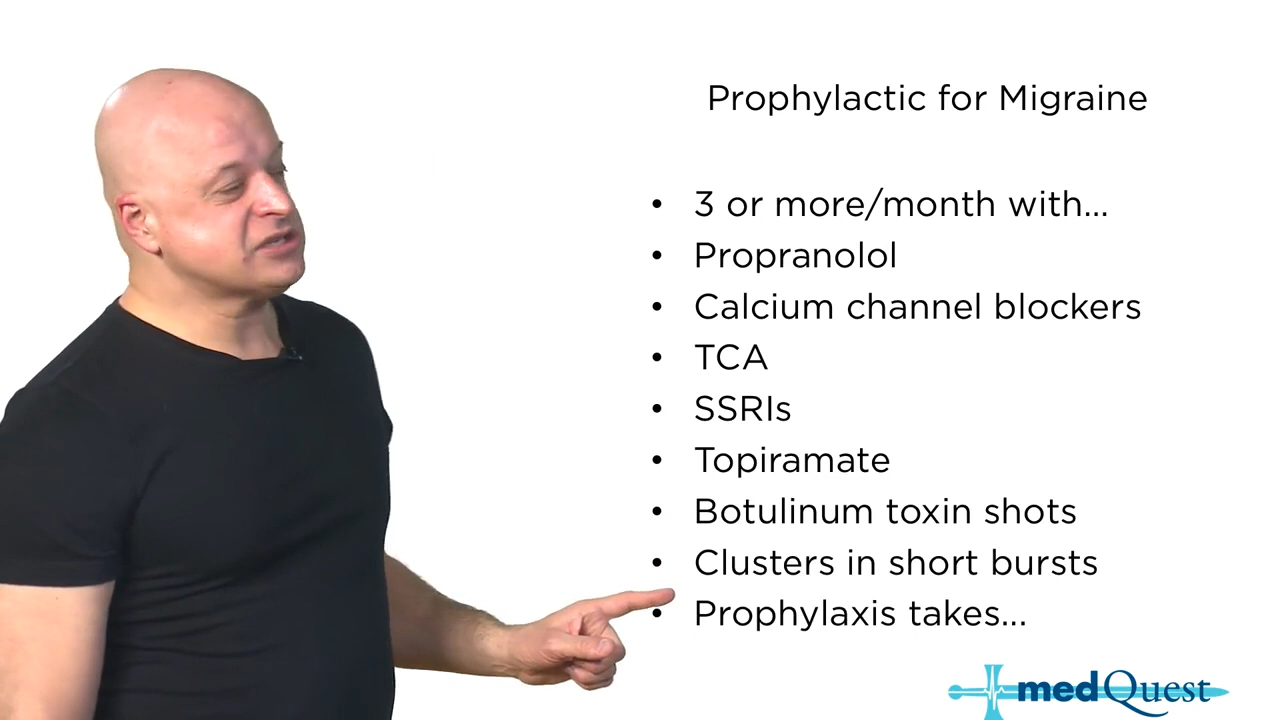 Prophylactic for Migraine
• 3 or more/month with...
• Propranolol
• Calcium channel blockers
• TCA
• SSRIs
• Topiramate
• Botulinum toxin shots
• Clusters in short bursts
• Prophylaxis takes...
medQuest